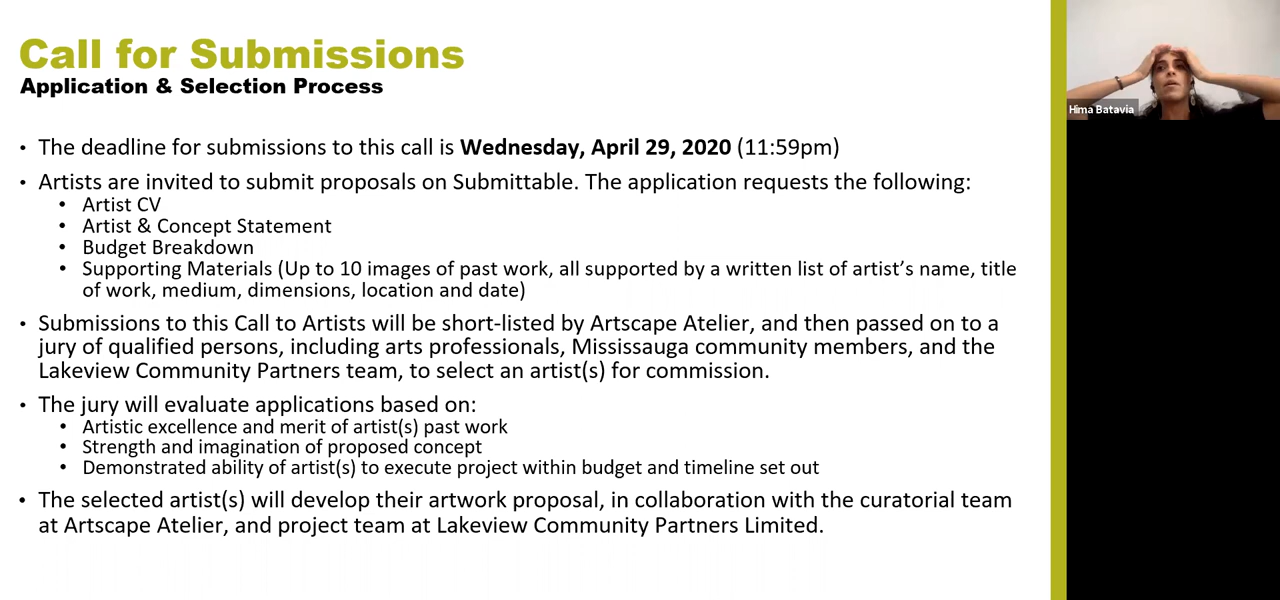 Call for Submissions
Application & Selection Process
• The deadline for submissions to this call is Wednesday, April 29, 2020 (11:59pm)
• Artists are invited to submit proposals on Submittable. The application requests the following:
• Artist CV
• Artist & Concept Statement
• Budget Breakdown
• Supporting Materials (Up to 10 images of past work, all supported by a written list of artist’s name, title
of work, medium, dimensions, location and date)
• Submissions to this Call to Artists will be short-listed by Artscape Atelier, and then passed on to a
jury of qualified persons, including arts professionals, Mississauga community members, and the
Lakeview Community Partners team, to select an artist(s) for commission.
• The jury will evaluate applications based on:
• Artistic excellence and merit of artist(s) past work
• Strength and imagination of proposed concept
• Demonstrated ability of artist(s) to execute project within budget and timeline set out
• The selected artist(s) will develop their artwork proposal, in collaboration with the curatorial team
at Artscape Atelier, and project team at Lakeview Community Partners Limited.
Hima Batavia